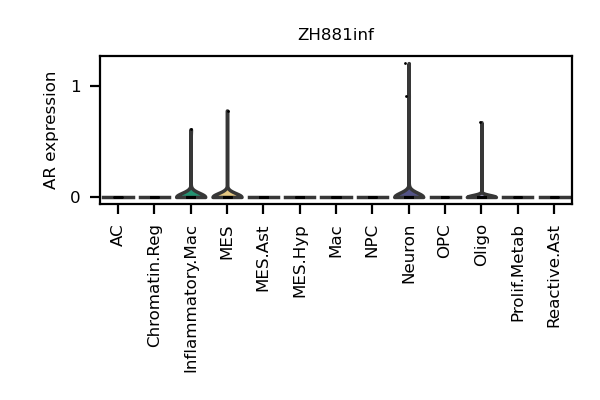 ZH881inf
AR expression
1
0
AC
Chromatin.Reg
Inflammatory.Mac
MES
MES.Ast
MES.Hyp
Mac
NPC
Neuron
OPC
Oligo
Prolif.Metab
Reactive.Ast